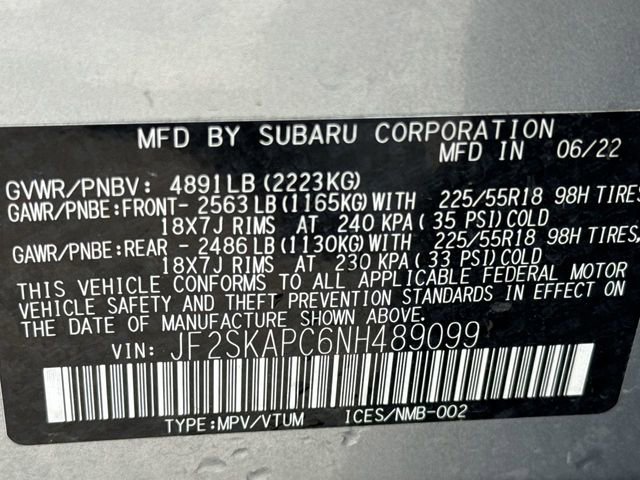 MFD BY SUBARU CORPORATION
MFD IN 06/22
GVWR/PNBV: 4891LB (2223KG)
GAWR/PNBE:FRONT- 2563LB (1165KG)WITH 225/55R18 98H TIRES,
18X7J RIMS AT 240 KPA( 35 PSI)COLD
GAWR/PNBE:REAR - 2486LB (1130KG)WITH 225/55R18 98H TIRES,
18X7J RIMS AT 230 KPA( 33 PSI)COLD
THIS VEHICLE CONFORMS TO ALL APPLICABLE FEDERAL MOTOR
VEHICLE SAFETY AND THEFT PREVENTION STANDARDS IN EFFECT ON
THE DATE OF MANUFACTURE SHOWN ABOVE.
VIN: JF2SKAPC6NH489099
TYPE:MPV/VTUM ICES/NMB-002